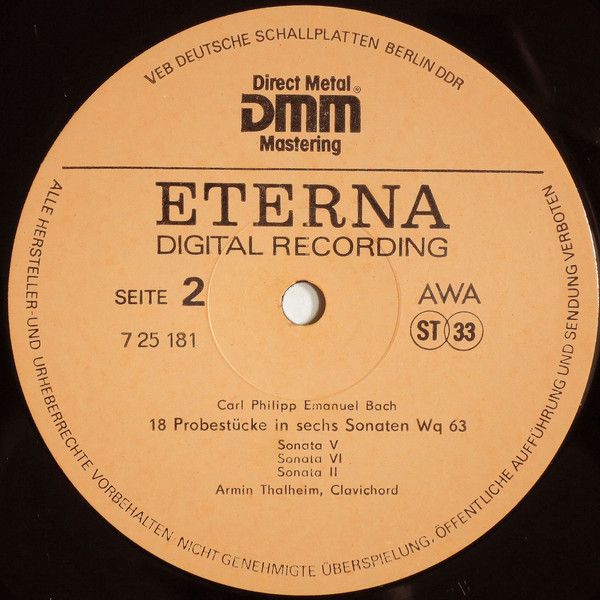 VEB DEUTSCHE SCHALLPLATTEN BERLIN DDR
Direct Metal
DMM®
Mastering
ETERNA
DIGITAL RECORDING
SEITE 2
AWA
7 25 181
ST 33
Carl Philipp Emanuel Bach
18 Probestücke in sechs Sonaten Wq 63
Sonata V
Sonata VI
Sonata II
Armin Thalheim, Clavichord
ALLE HERSTELLER-UND URHEBERRECHTE VORBEHALTEN NICHT GENEHMIGTE ÜBERSPIELUNG, ÖFFENTLICHE AUFFÜHRUNG UND SENDUNG VERBOTEN